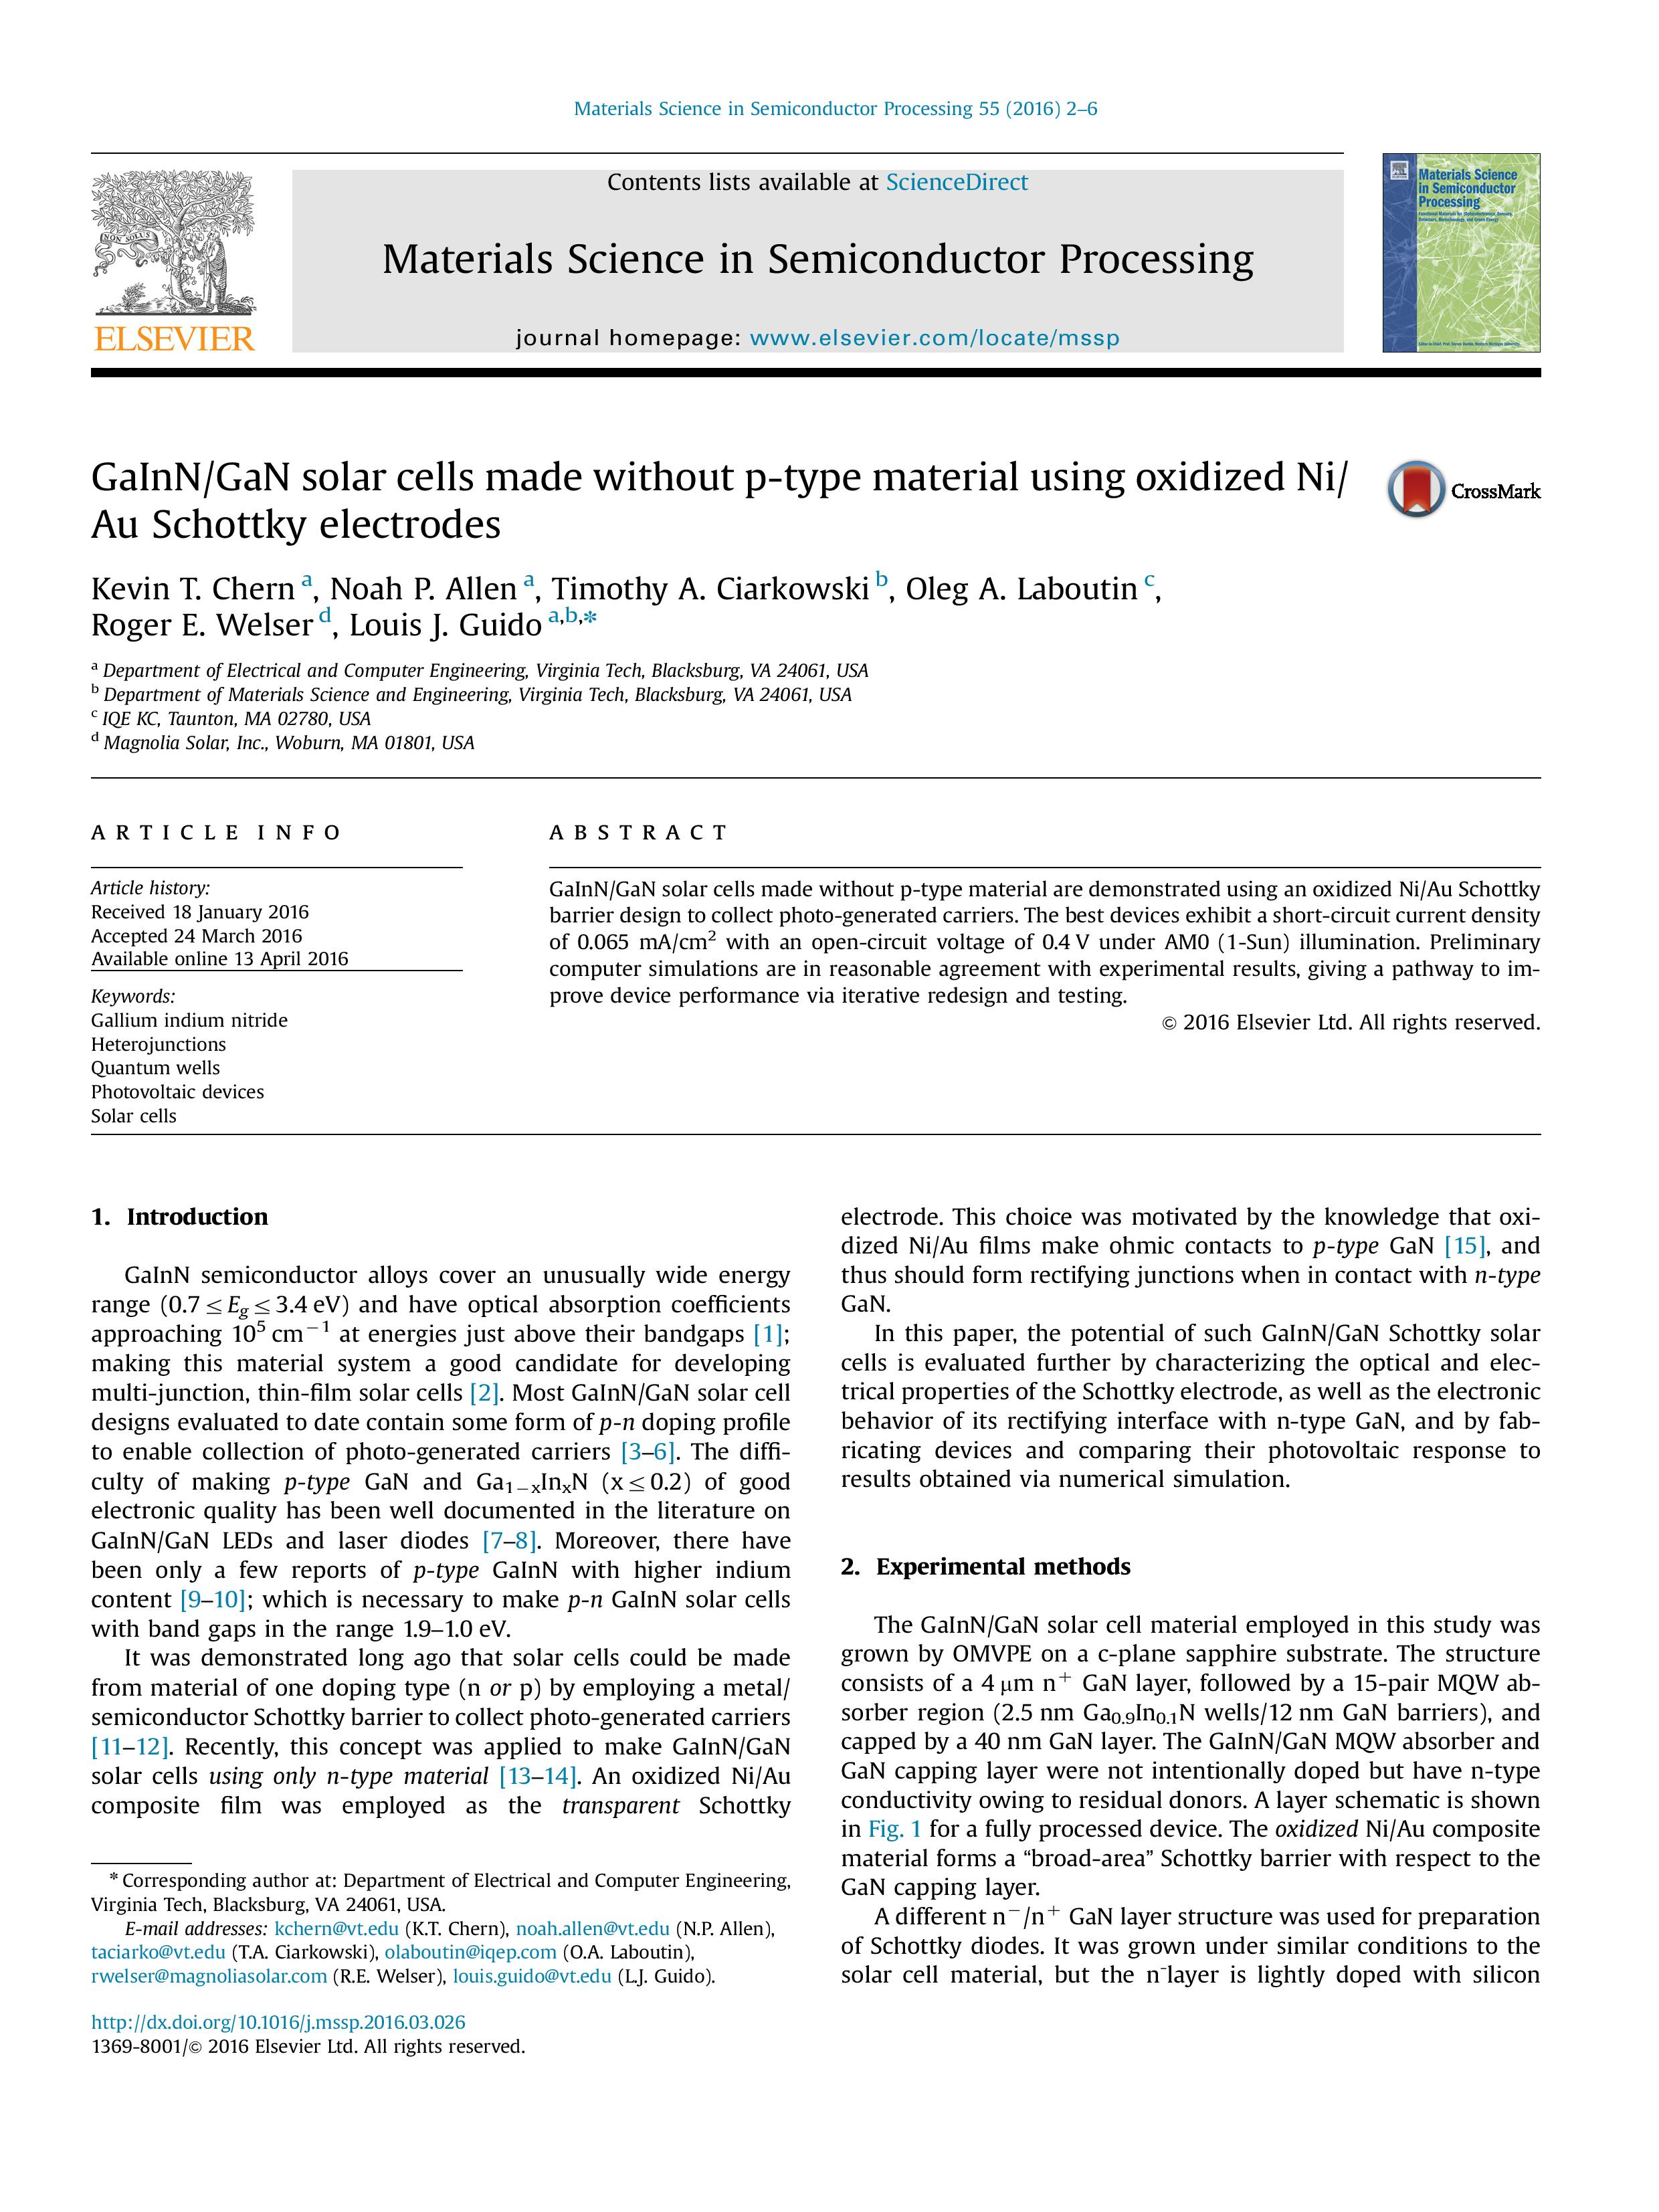 Materials Science in Semiconductor Processing 55 (2016) 2–6
Contents lists available at ScienceDirect
Materials Science in Semiconductor Processing
journal homepage: www.elsevier.com/locate/mssp
NON SOLUS
ELSEVIER
Materials Science
in Semiconductor
Processing
GaInN/GaN solar cells made without p-type material using oxidized Ni/
Au Schottky electrodes
CrossMark
Kevin T. Chern a, Noah P. Allen a, Timothy A. Ciarkowski b, Oleg A. Laboutin c,
Roger E. Welser d, Louis J. Guido a,b,*
a Department of Electrical and Computer Engineering, Virginia Tech, Blacksburg, VA 24061, USA
b Department of Materials Science and Engineering, Virginia Tech, Blacksburg, VA 24061, USA
c IQE KC, Taunton, MA 02780, USA
d Magnolia Solar, Inc., Woburn, MA 01801, USA
ARTICLE INFO
Article history:
Received 18 January 2016
Accepted 24 March 2016
Available online 13 April 2016
Keywords:
Gallium indium nitride
Heterojunctions
Quantum wells
Photovoltaic devices
Solar cells
ABSTRACT
GaInN/GaN solar cells made without p-type material are demonstrated using an oxidized Ni/Au Schottky
barrier design to collect photo-generated carriers. The best devices exhibit a short-circuit current density
of 0.065 mA/cm² with an open-circuit voltage of 0.4 V under AM0 (1-Sun) illumination. Preliminary
computer simulations are in reasonable agreement with experimental results, giving a pathway to im-
prove device performance via iterative redesign and testing.
© 2016 Elsevier Ltd. All rights reserved.
1. Introduction
GaInN semiconductor alloys cover an unusually wide energy
range (0.7 ≤ Eg ≤ 3.4 eV) and have optical absorption coefficients
approaching 10⁵ cm⁻¹ at energies just above their bandgaps [1];
making this material system a good candidate for developing
multi-junction, thin-film solar cells [2]. Most GaInN/GaN solar cell
designs evaluated to date contain some form of p-n doping profile
to enable collection of photo-generated carriers [3–6]. The diffi-
culty of making p-type GaN and Ga₁₋ₓInₓN (x ≤ 0.2) of good
electronic quality has been well documented in the literature on
GaInN/GaN LEDs and laser diodes [7–8]. Moreover, there have
been only a few reports of p-type GaInN with higher indium
content [9–10]; which is necessary to make p-n GaInN solar cells
with band gaps in the range 1.9–1.0 eV.
It was demonstrated long ago that solar cells could be made
from material of one doping type (n or p) by employing a metal/
semiconductor Schottky barrier to collect photo-generated carriers
[11–12]. Recently, this concept was applied to make GaInN/GaN
solar cells using only n-type material [13–14]. An oxidized Ni/Au
composite film was employed as the transparent Schottky
* Corresponding author at: Department of Electrical and Computer Engineering,
Virginia Tech, Blacksburg, VA 24061, USA.
E-mail addresses: kchern@vt.edu (K.T. Chern), noah.allen@vt.edu (N.P. Allen),
taciarko@vt.edu (T.A. Ciarkowski), olaboutin@iqep.com (O.A. Laboutin),
rwelser@magnoliasolar.com (R.E. Welser), louis.guido@vt.edu (L.J. Guido).
electrode. This choice was motivated by the knowledge that oxi-
dized Ni/Au films make ohmic contacts to p-type GaN [15], and
thus should form rectifying junctions when in contact with n-type
GaN.
In this paper, the potential of such GaInN/GaN Schottky solar
cells is evaluated further by characterizing the optical and elec-
trical properties of the Schottky electrode, as well as the electronic
behavior of its rectifying interface with n-type GaN, and by fab-
ricating devices and comparing their photovoltaic response to
results obtained via numerical simulation.
2. Experimental methods
The GaInN/GaN solar cell material employed in this study was
grown by OMVPE on a c-plane sapphire substrate. The structure
consists of a 4 μm n⁺ GaN layer, followed by a 15-pair MQW ab-
sorber region (2.5 nm Ga₀.₉In₀.₁N wells/12 nm GaN barriers), and
capped by a 40 nm GaN layer. The GaInN/GaN MQW absorber and
GaN capping layer were not intentionally doped but have n-type
conductivity owing to residual donors. A layer schematic is shown
in Fig. 1 for a fully processed device. The oxidized Ni/Au composite
material forms a “broad-area” Schottky barrier with respect to the
GaN capping layer.
A different n⁻/n⁺ GaN layer structure was used for preparation
of Schottky diodes. It was grown under similar conditions to the
solar cell material, but the n⁻layer is lightly doped with silicon
http://dx.doi.org/10.1016/j.mssp.2016.03.026
1369-8001/© 2016 Elsevier Ltd. All rights reserved.